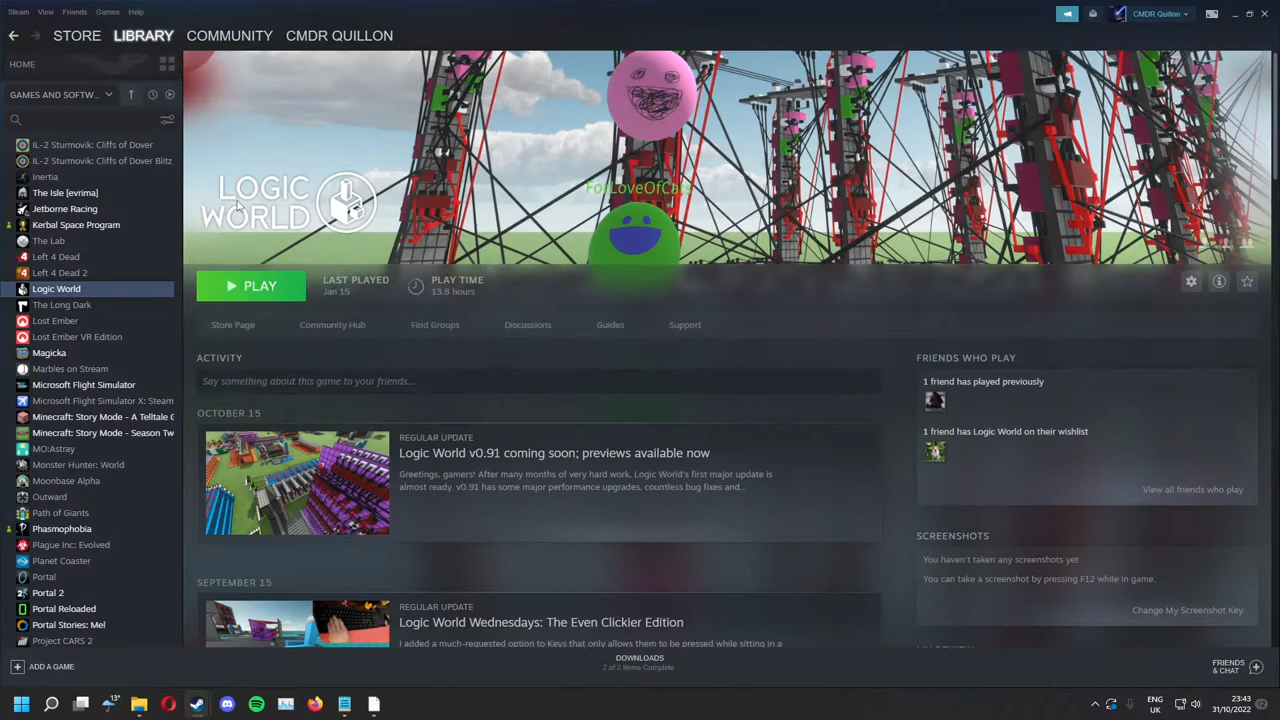 Steam View Friends Games Help
CMDR Quillon
STORE LIBRARY COMMUNITY CMDR QUILLON
HOME
GAMES AND SOFTW...
IL-2 Sturmovik: Cliffs of Dover
IL-2 Sturmovik: Cliffs of Dover Blitz
Inertia
The Isle [evrima]
Jetborne Racing
Kerbal Space Program
The Lab
Left 4 Dead
Left 4 Dead 2
Logic World
The Long Dark
Lost Ember
Lost Ember VR Edition
Magicka
Marbles on Stream
Microsoft Flight Simulator
Microsoft Flight Simulator X: Steam
Minecraft: Story Mode - A Telltale G
Minecraft: Story Mode - Season Tw
MO:Astray
Monster Hunter: World
Moonbase Alpha
Outward
Path of Giants
Phasmophobia
Plague Inc: Evolved
Planet Coaster
Portal
Portal 2
Portal Reloaded
Portal Stories: Mel
Project CARS 2
ADD A GAME
ForLoveOfCats
LOGIC
WORLD
PLAY
LAST PLAYED
Jan 15
PLAY TIME
13.8 hours
Store Page Community Hub Find Groups Discussions Guides Support
ACTIVITY
Say something about this game to your friends...
OCTOBER 15
REGULAR UPDATE
Logic World v0.91 coming soon; previews available now
Greetings, gamers! After many months of very hard work, Logic World's first major update is
almost ready. v0.91 has some major performance upgrades, countless bug fixes and...
SEPTEMBER 15
REGULAR UPDATE
Logic World Wednesdays: The Even Clickier Edition
I added a much-requested option to Keys that only allows them to be pressed while sitting in a
FRIENDS WHO PLAY
1 friend has played previously
1 friend has Logic World on their wishlist
View all friends who play
SCREENSHOTS
You haven't taken any screenshots yet
You can take a screenshot by pressing F12 while in game.
Change My Screenshot Key
DOWNLOADS
2 of 2 Items Complete
FRIENDS
& CHAT
13°
ENG
UK
23:43
31/10/2022